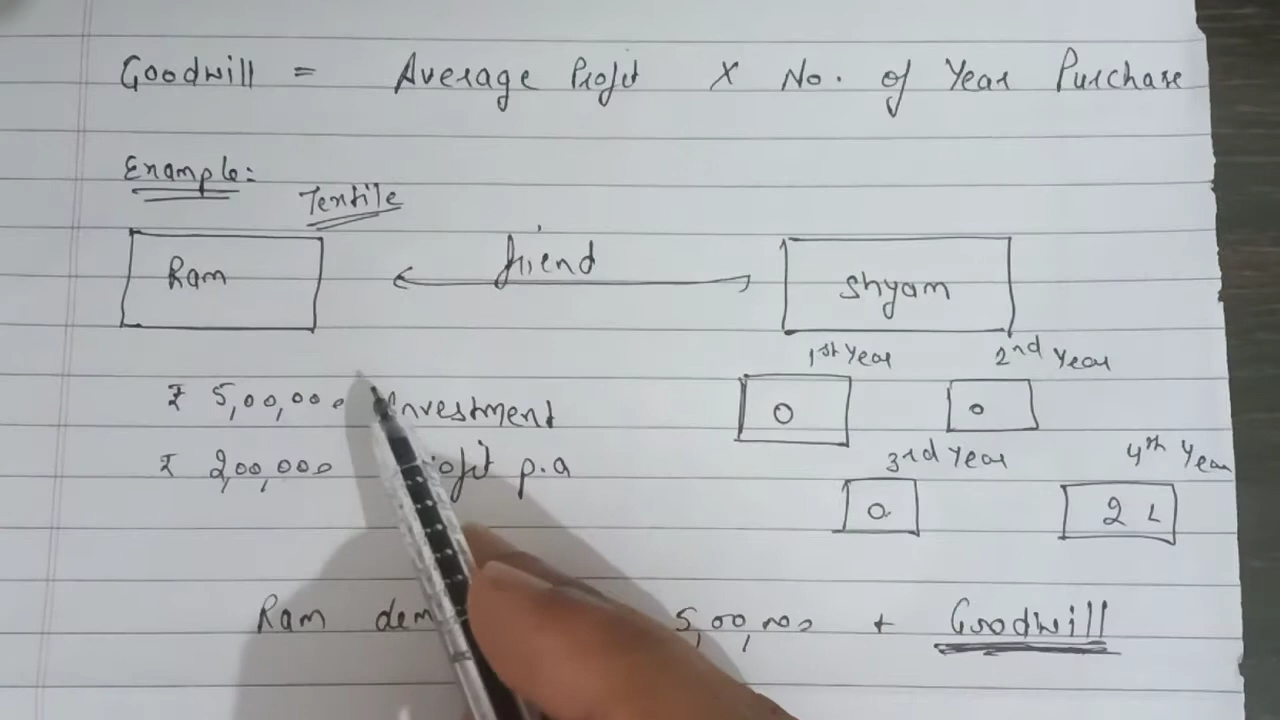 Goodwill = Average Profit X No. of Year Purchase
Example:
Textile
Ram
friend
Shyam
1st Year 2nd Year
₹ 5,00,000 Investment
0 0
₹ 2,00,000 p.a
3rd Year 4th Year
0 2 L
Ram 5,00,000 + Goodwill